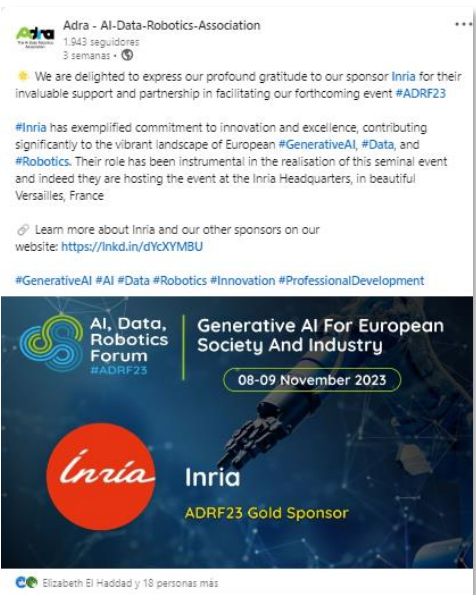 Adra - AI-Data-Robotics-Association
1.943 seguidores
3 semanas •
We are delighted to express our profound gratitude to our sponsor Inria for their
invaluable support and partnership in facilitating our forthcoming event #ADRF23
#Inria has exemplified commitment to innovation and excellence, contributing
significantly to the vibrant landscape of European #GenerativeAI, #Data, and
#Robotics. Their role has been instrumental in the realisation of this seminal event
and indeed they are hosting the event at the Inria Headquarters, in beautiful
Versailles, France
Learn more about Inria and our other sponsors on our
website: https://lnkd.in/dYcXYMBU
#GenerativeAI #AI #Data #Robotics #Innovation #ProfessionalDevelopment
AI, Data,
Robotics
Forum
#ADRF23
Generative AI For European
Society And Industry
08-09 November 2023
Inria
Inria
ADRF23 Gold Sponsor
Elizabeth El Haddad y 18 personas más